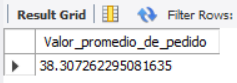 Result Grid Filter Rows:
Valor_promedio_de_pedido
38.307262295081635